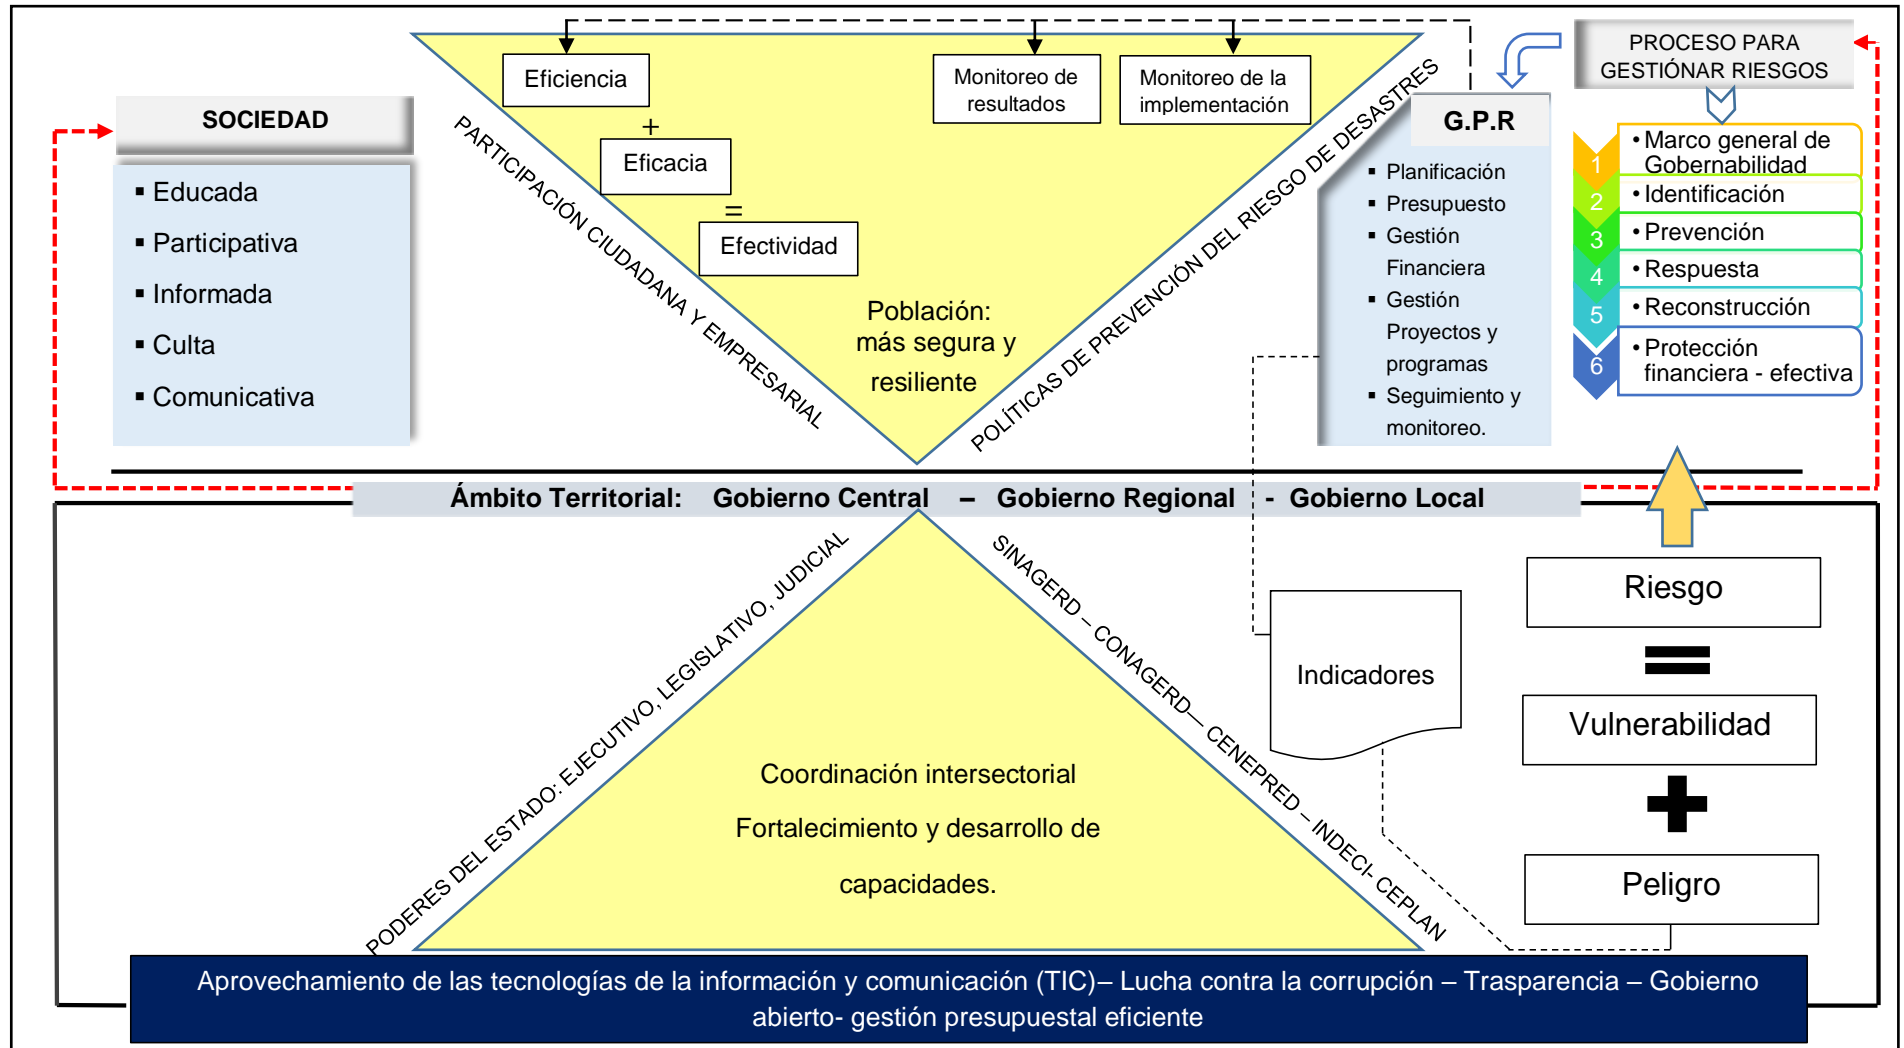 Eficiencia
+
Eficacia
=
Efectividad
Monitoreo de
resultados
Monitoreo de la
implementación
PROCESO PARA
GESTIÓNAR RIESGOS
SOCIEDAD
▪ Educada
▪ Participativa
▪ Informada
▪ Culta
▪ Comunicativa
PARTICIPACIÓN CIUDADANA Y EMPRESARIAL
Población:
más segura y
resiliente
POLÍTICAS DE PREVENCIÓN DEL RIESGO DE DESASTRES
G.P.R
▪ Planificación
▪ Presupuesto
▪ Gestión
Financiera
▪ Gestión
Proyectos y
programas
▪ Seguimiento y
monitoreo.
1
• Marco general de
Gobernabilidad
2
• Identificación
3
• Prevención
4
• Respuesta
5
• Reconstrucción
6
• Protección
financiera - efectiva
Ámbito Territorial: Gobierno Central – Gobierno Regional - Gobierno Local
PODERES DEL ESTADO: EJECUTIVO, LEGISLATIVO, JUDICIAL
SINAGERD – CONAGERD – CENEPRED – INDECI- CEPLAN
Coordinación intersectorial
Fortalecimiento y desarrollo de
capacidades.
Indicadores
Riesgo
=
Vulnerabilidad
+
Peligro
Aprovechamiento de las tecnologías de la información y comunicación (TIC)– Lucha contra la corrupción – Trasparencia – Gobierno
abierto- gestión presupuestal eficiente